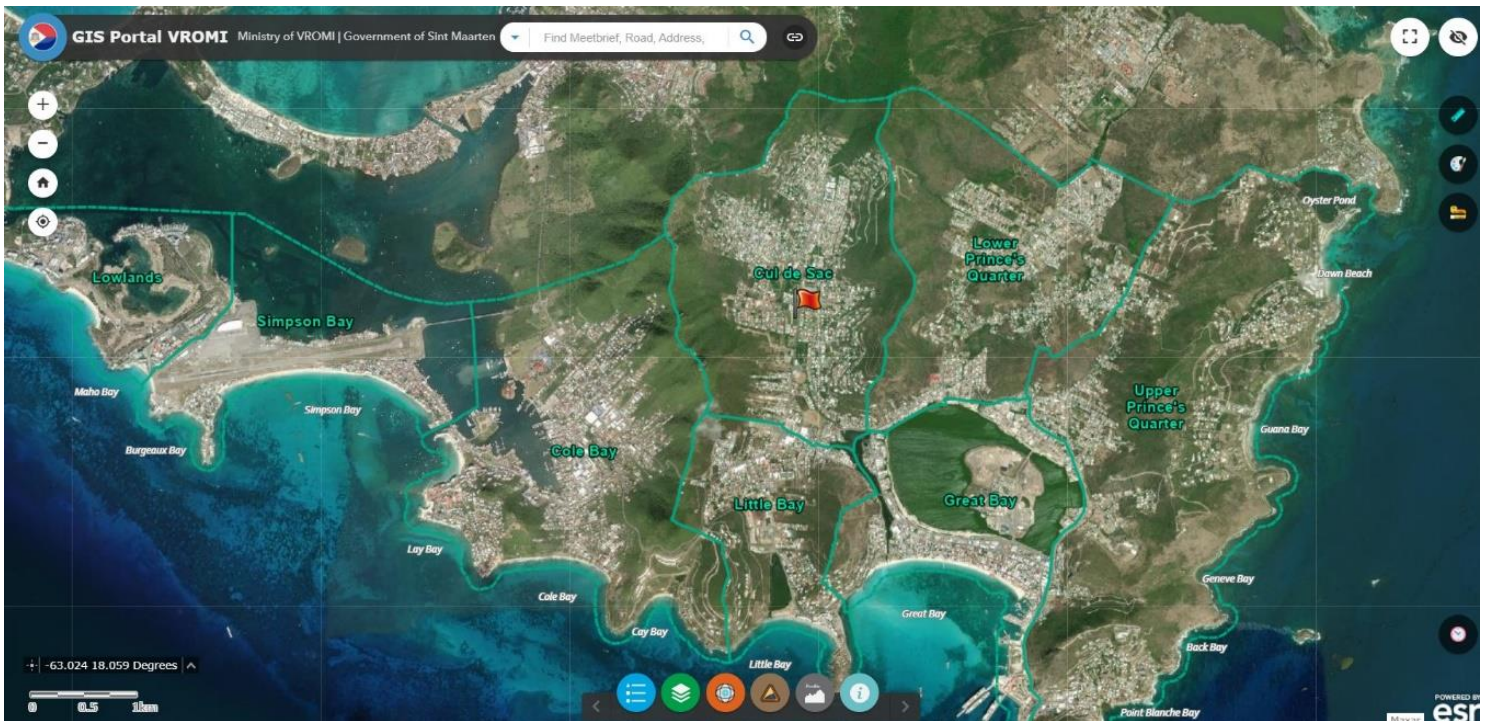 GIS Portal VROMI Ministry of VROMI | Government of Sint Maarten
Find Meetbrief, Road, Address,
Oyster Pond
Lower
Prince's
Quarter
Cul de Sac
Dawn Beach
Lowlands
Simpson Bay
Maho Bay
Simpson Bay
Upper
Prince's
Quarter
Guana Bay
Burgeaux Bay
Cole Bay
Little Bay
Great Bay
Lay Bay
Geneve Bay
Cole Bay
Great Bay
Cay Bay
Back Bay
Little Bay
-63.024 18.059 Degrees
0 0.5 1km
Point Blanche Bay
POWERED BY
esri
Maxar